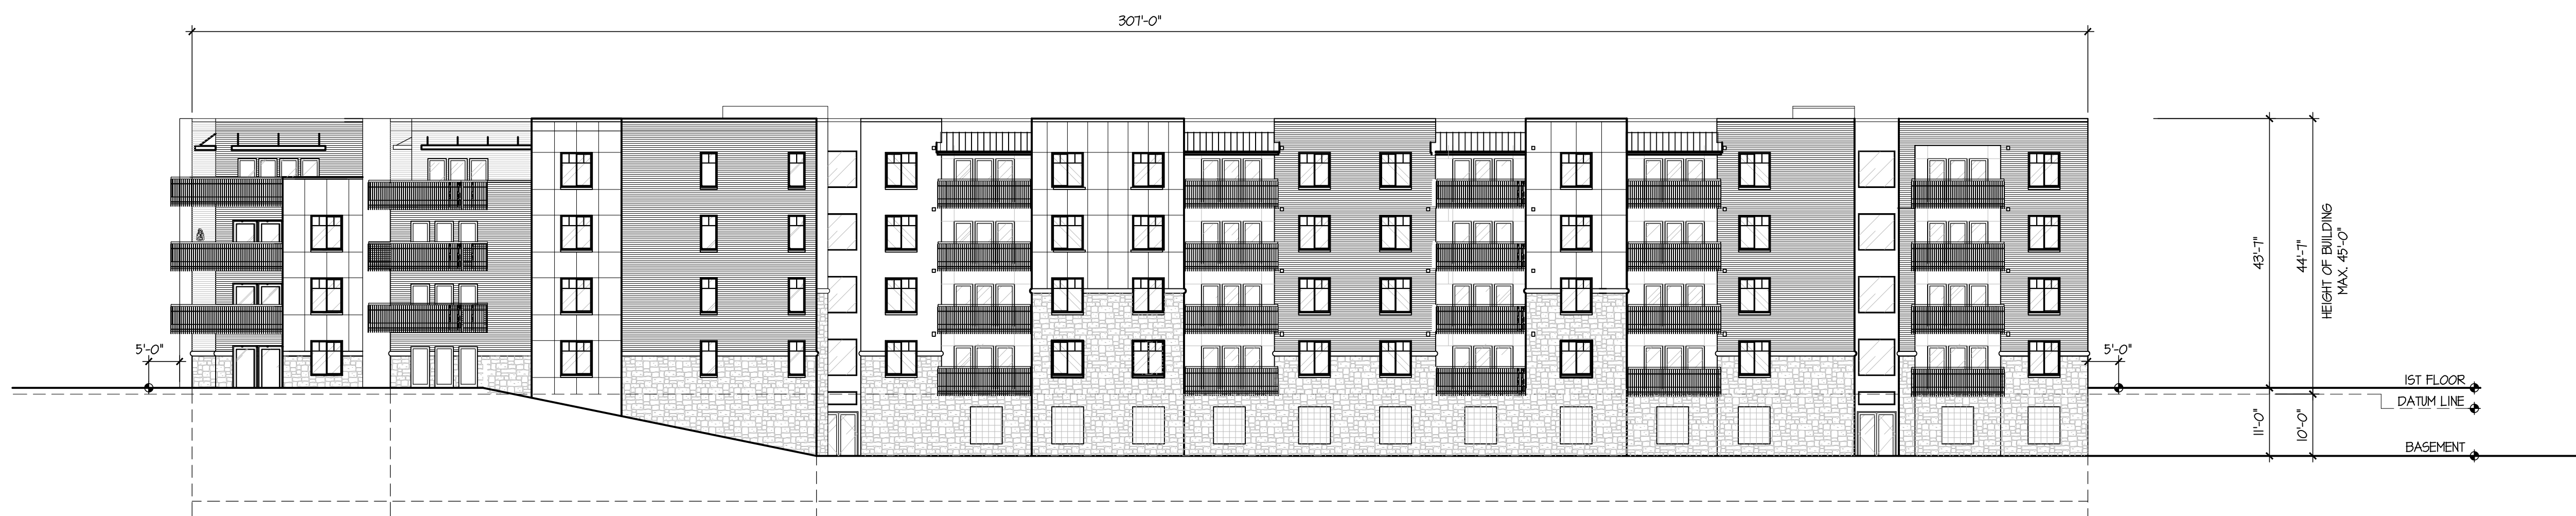 307'-0"
5'-0"
5'-0"
43'-7"
44'-7"
HEIGHT OF BUILDING
MAX. 45'-0"
1ST FLOOR
DATUM LINE
11'-0"
10'-0"
BASEMENT